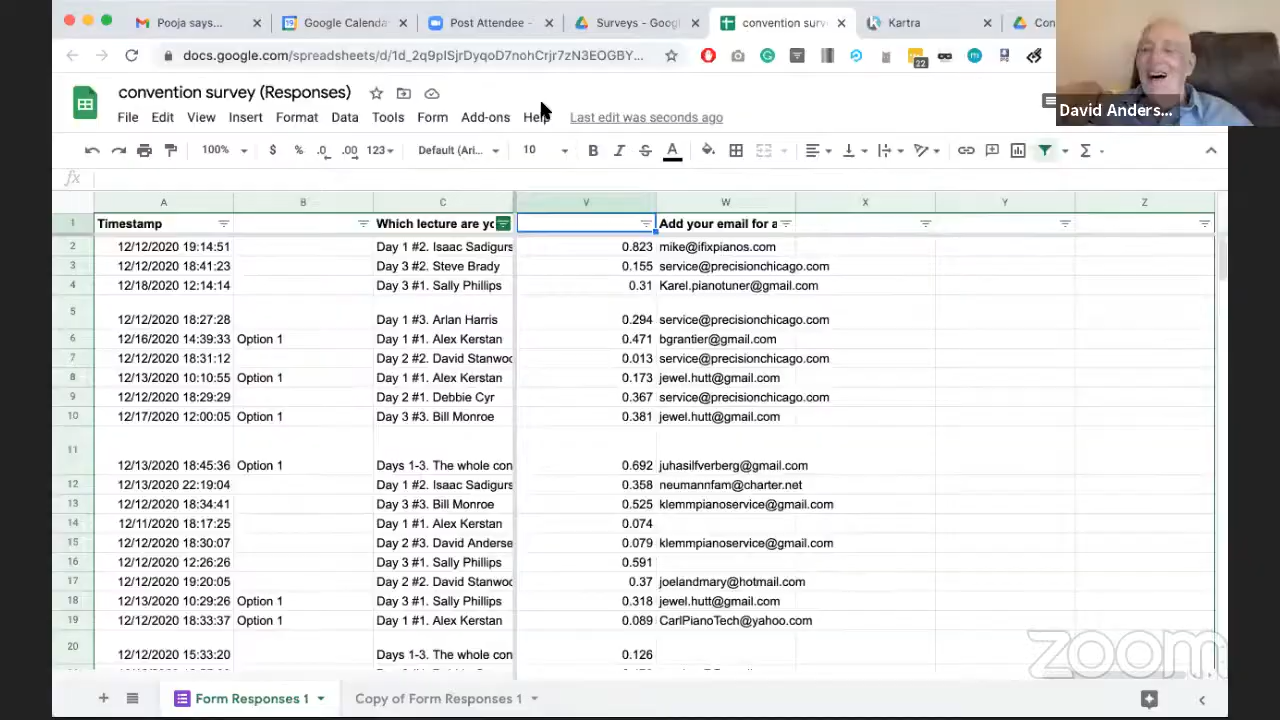 Pooja says...
Google Calenda
Post Attendee -
Surveys - Goog
convention surv
Kartra
Con
docs.google.com/spreadsheets/d/1d_2q9pISjrDyqoD7nohCrjr7zN3EOGBY...
22
David Anders...
convention survey (Responses)
File Edit View Insert Format Data Tools Form Add-ons Help Last edit was seconds ago
100% $ % .0 .00 123 Default (Ari... 10 B I S A
fx
A B C V W X Y Z
1 Timestamp Which lecture are yo Add your email for a
2 12/12/2020 19:14:51 Day 1 #2. Isaac Sadigurs 0.823 mike@ifixpianos.com
3 12/12/2020 18:41:23 Day 3 #2. Steve Brady 0.155 service@precisionchicago.com
4 12/18/2020 12:14:14 Day 3 #1. Sally Phillips 0.31 Karel.pianotuner@gmail.com
5 12/12/2020 18:27:28 Day 1 #3. Arlan Harris 0.294 service@precisionchicago.com
6 12/16/2020 14:39:33 Option 1 Day 1 #1. Alex Kerstan 0.471 bgrantier@gmail.com
7 12/12/2020 18:31:12 Day 2 #2. David Stanwoo 0.013 service@precisionchicago.com
8 12/13/2020 10:10:55 Option 1 Day 1 #1. Alex Kerstan 0.173 jewel.hutt@gmail.com
9 12/12/2020 18:29:29 Day 2 #1. Debbie Cyr 0.367 service@precisionchicago.com
10 12/17/2020 12:00:05 Option 1 Day 3 #3. Bill Monroe 0.381 jewel.hutt@gmail.com
11 12/13/2020 18:45:36 Option 1 Days 1-3. The whole con 0.692 juhasilfverberg@gmail.com
12 12/13/2020 22:19:04 Day 1 #2. Isaac Sadigurs 0.358 neumannfam@charter.net
13 12/12/2020 18:34:41 Day 3 #3. Bill Monroe 0.525 klemmpianoservice@gmail.com
14 12/11/2020 18:17:25 Day 1 #1. Alex Kerstan 0.074
15 12/12/2020 18:30:07 Day 2 #3. David Anderse 0.079 klemmpianoservice@gmail.com
16 12/12/2020 12:26:26 Day 3 #1. Sally Phillips 0.591
17 12/12/2020 19:20:05 Day 2 #2. David Stanwoo 0.37 joelandmary@hotmail.com
18 12/13/2020 10:29:26 Option 1 Day 3 #1. Sally Phillips 0.318 jewel.hutt@gmail.com
19 12/12/2020 18:33:37 Option 1 Day 1 #1. Alex Kerstan 0.089 CarlPianoTech@yahoo.com
20 12/12/2020 15:33:20 Days 1-3. The whole con 0.126
zoom
Form Responses 1 Copy of Form Responses 1